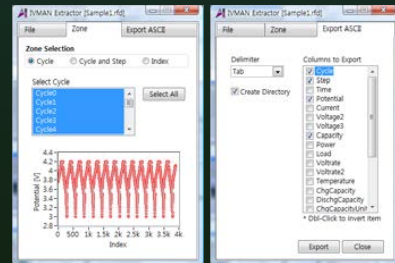 IVMAN Extractor [Sample1.rfd]
File
Zone
Export ASCII
Zone Selection
Cycle
Cycle and Step
Index
Select Cycle
Cycle0
Cycle1
Cycle2
Cycle3
Cycle4
Select All
Potential [V]
4.4
4.2
4
3.8
3.6
3.4
3.2
3
2.8
0 500 1k 1.5k 2k 2.5k 3k 3.5k 4k
Index
IVMAN Extractor [Sample1.rfd]
File
Zone
Export ASCII
Delimiter
Tab
Create Directory
Columns to Export
Cycle
Step
Time
Potential
Current
Voltage2
Voltage3
Capacity
Power
Load
Voltrate
Voltrate2
Temperature
ChgCapacity
DischgCapacity
* Dbl-Click to invert item
Export
Close